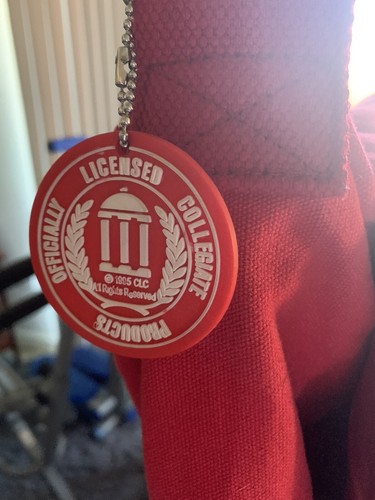 OFFICIALLY LICENSED COLLEGIATE PRODUCTS
© 1995 CLC
All Rights Reserved